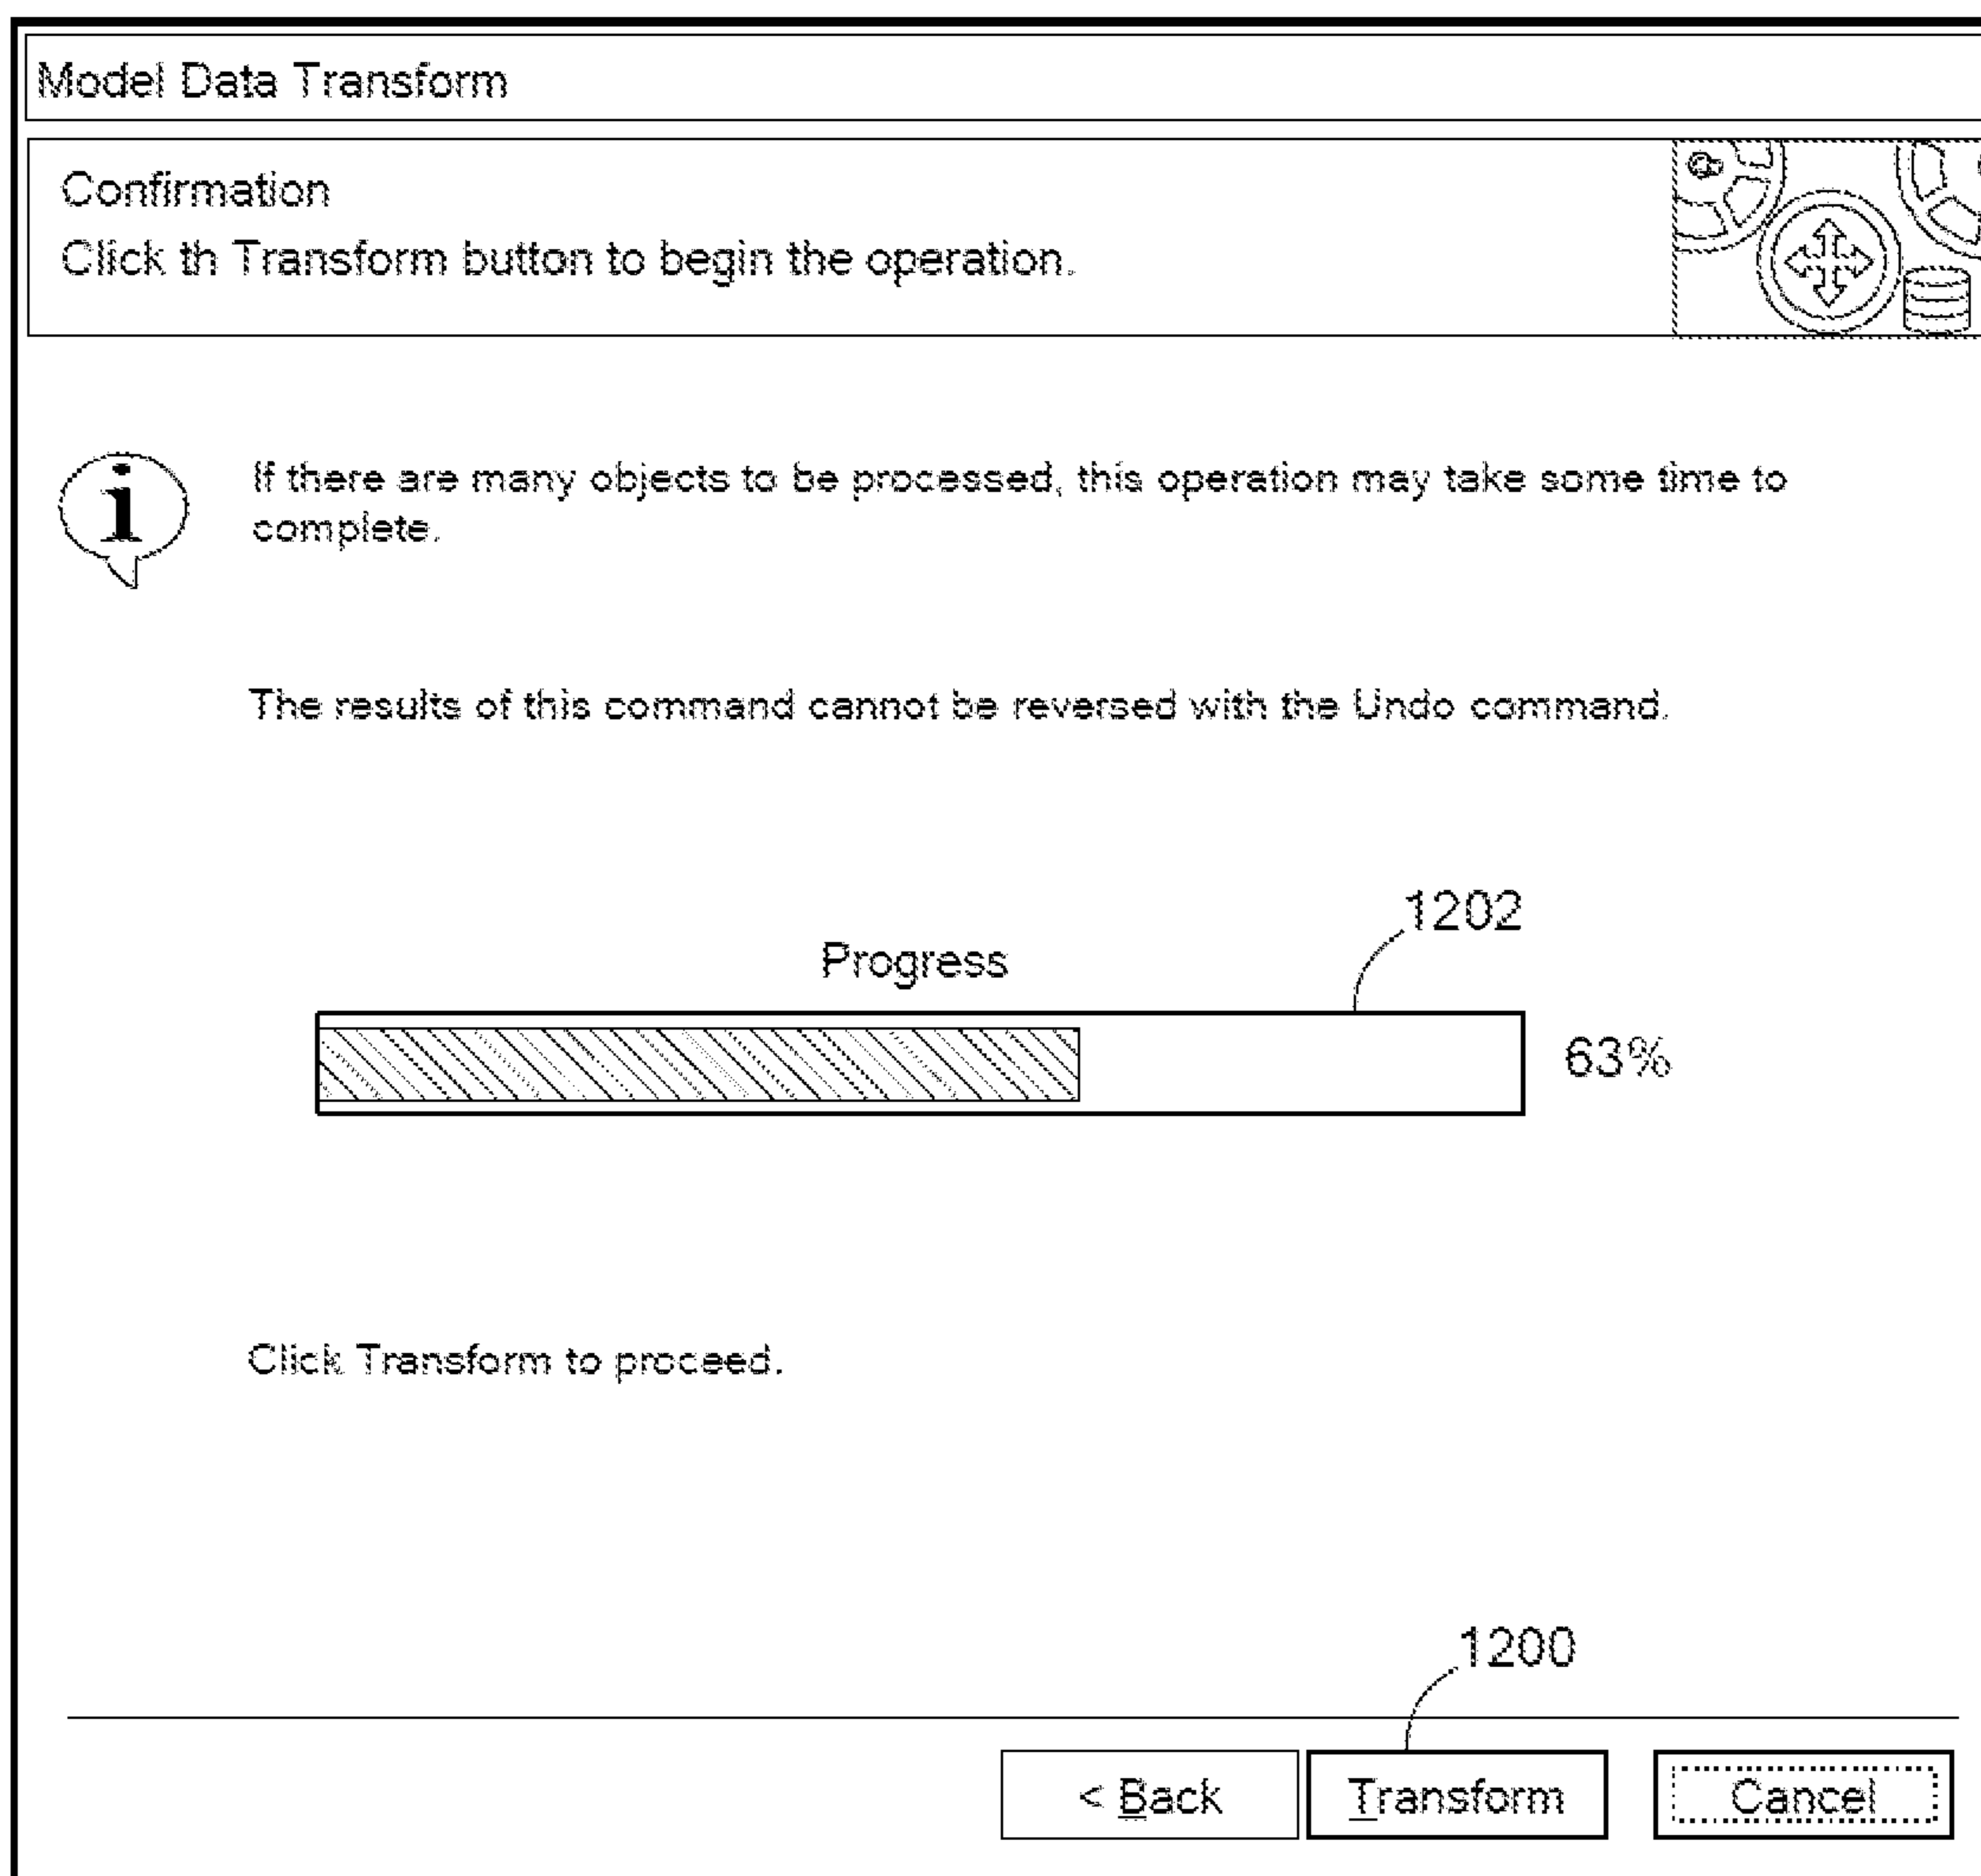 Model Data Transform
Confirmation
Click th Transform button to begin the operation.
i
If there are many objects to be processed, this operation may take some time to
complete.
The results of this command cannot be reversed with the Undo command.
1202
Progress
63%
Click Transform to proceed.
1200
< Back Transform Cancel